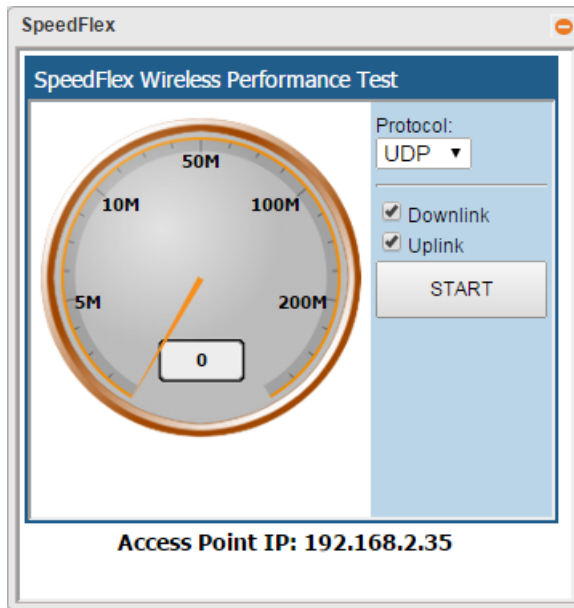 SpeedFlex
SpeedFlex Wireless Performance Test
50M
10M
100M
5M
200M
0
Protocol:
UDP
Downlink
Uplink
START
Access Point IP: 192.168.2.35